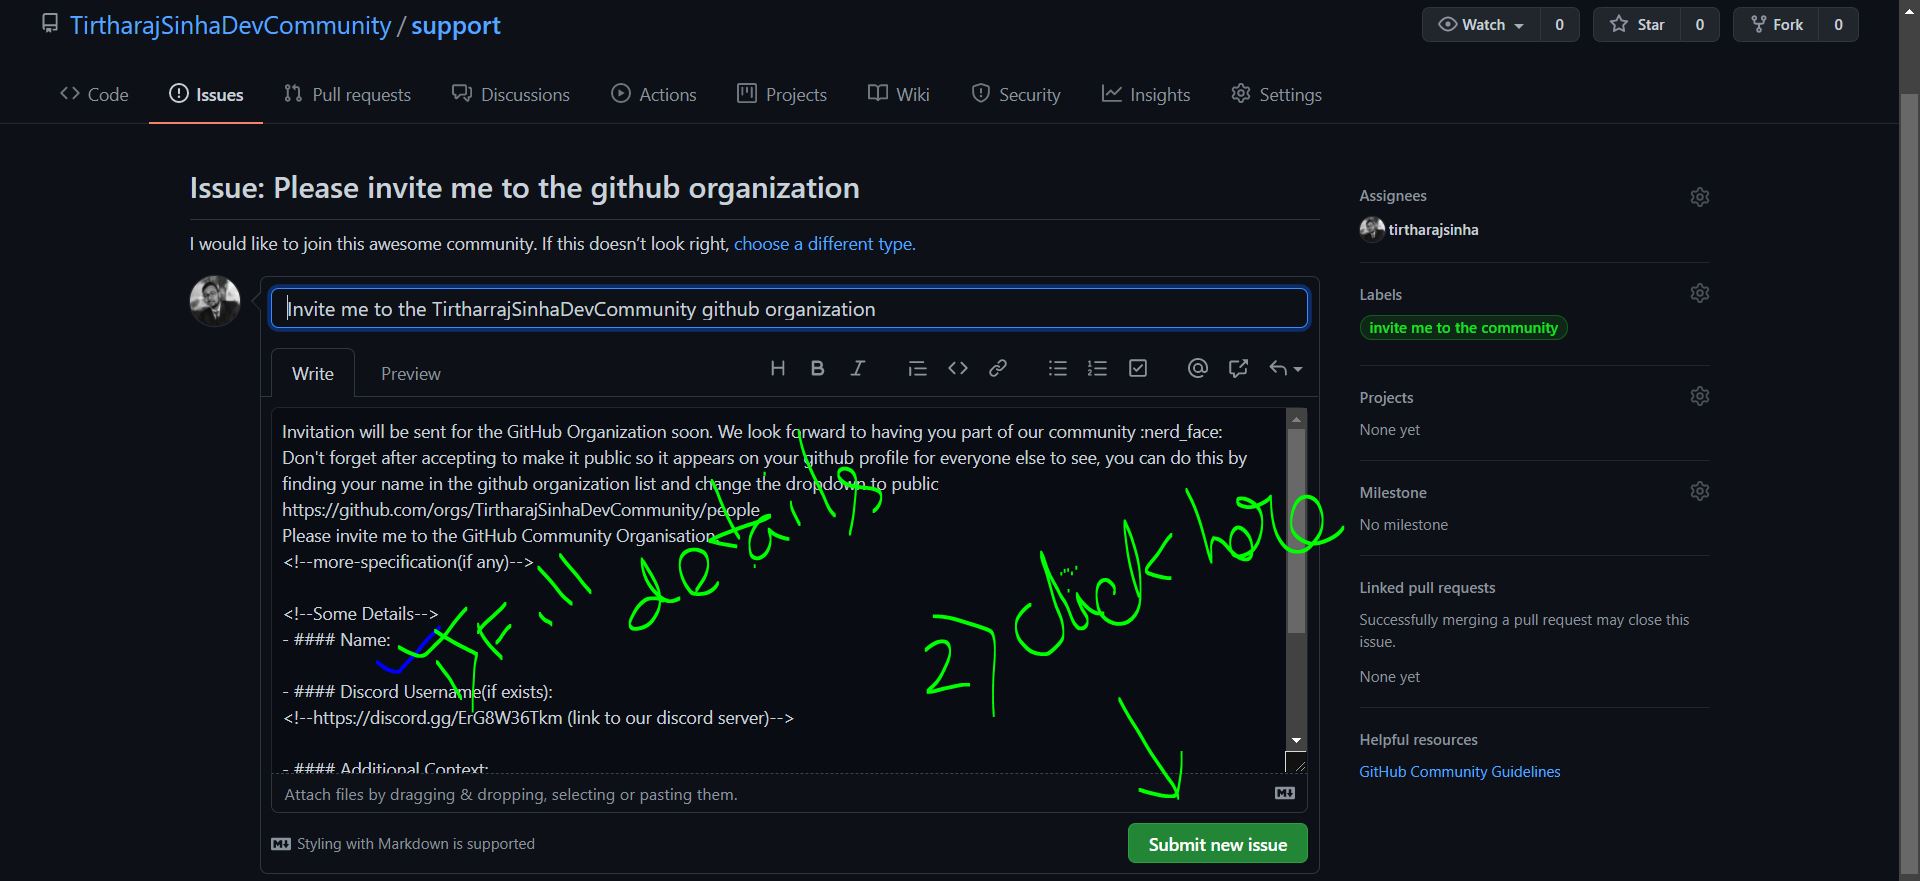 TirtharajSinhaDevCommunity / support
Watch 0 Star 0 Fork 0
Code Issues Pull requests Discussions Actions Projects Wiki Security Insights Settings
Issue: Please invite me to the github organization
I would like to join this awesome community. If this doesn't look right, choose a different type.
Invite me to the TirtharrajSinhaDevCommunity github organization
Write Preview
Invitation will be sent for the GitHub Organization soon. We look forward to having you part of our community :nerd_face:
Don't forget after accepting to make it public so it appears on your github profile for everyone else to see, you can do this by
finding your name in the github organization list and change the dropdown to public
https://github.com/orgs/TirtharajSinhaDevCommunity/people
Please invite me to the GitHub Community Organisation.
<!--more-specification(if any)-->
<!--Some Details-->
- #### Name:
- #### Discord Username(if exists):
<!--https://discord.gg/ErG8W36Tkm (link to our discord server)-->
- #### Additional Context:
1) Fill details
2) click here
Attach files by dragging & dropping, selecting or pasting them.
Styling with Markdown is supported
Submit new issue
Assignees
tirtharajsinha
Labels
invite me to the community
Projects
None yet
Milestone
No milestone
Linked pull requests
Successfully merging a pull request may close this
issue.
None yet
Helpful resources
GitHub Community Guidelines